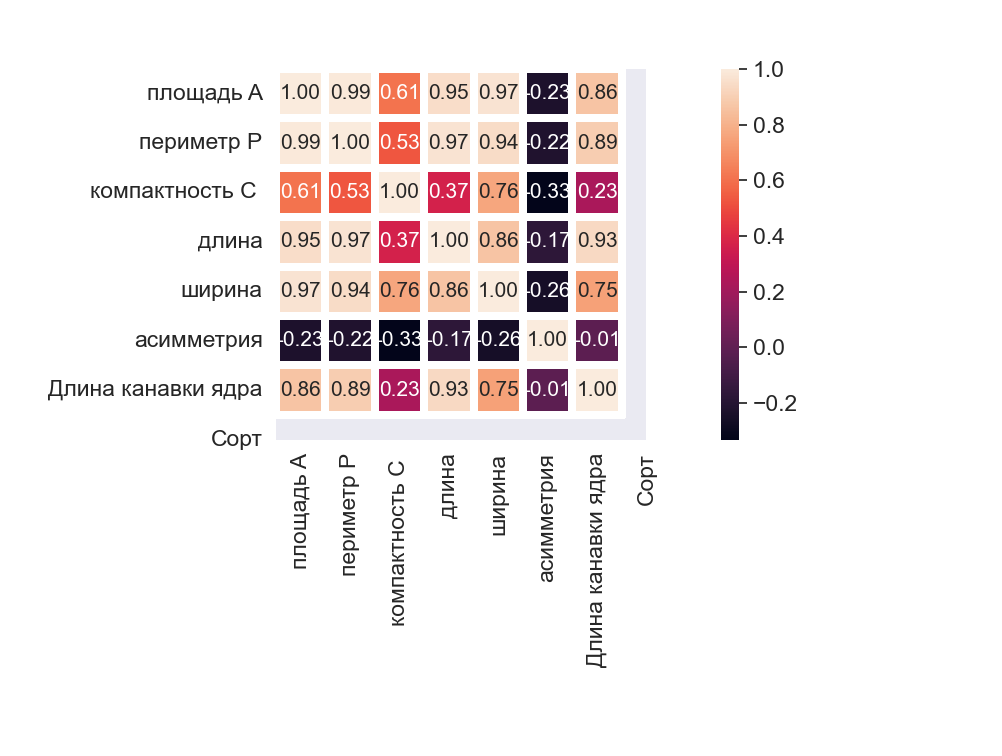 площадь A 1.00 0.99 0.61 0.95 0.97 -0.23 0.86
периметр P 0.99 1.00 0.53 0.97 0.94 -0.22 0.89
компактность C 0.61 0.53 1.00 0.37 0.76 -0.33 0.23
длина 0.95 0.97 0.37 1.00 0.86 -0.17 0.93
ширина 0.97 0.94 0.76 0.86 1.00 -0.26 0.75
асимметрия -0.23 -0.22 -0.33 -0.17 -0.26 1.00 -0.01
Длина канавки ядра 0.86 0.89 0.23 0.93 0.75 -0.01 1.00
Сорт
площадь A
периметр P
компактность C
длина
ширина
асимметрия
Длина канавки ядра
Сорт
1.0
0.8
0.6
0.4
0.2
0.0
−0.2